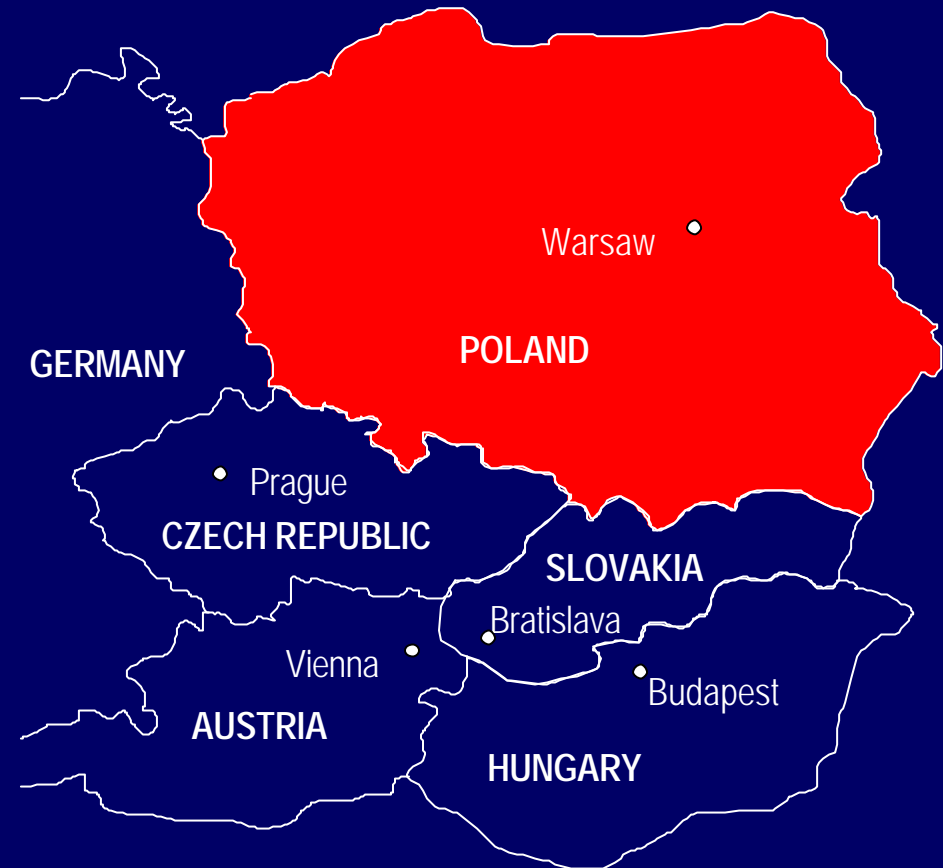 Warsaw
POLAND
GERMANY
Prague
CZECH REPUBLIC
SLOVAKIA
Bratislava
Vienna
Budapest
AUSTRIA
HUNGARY